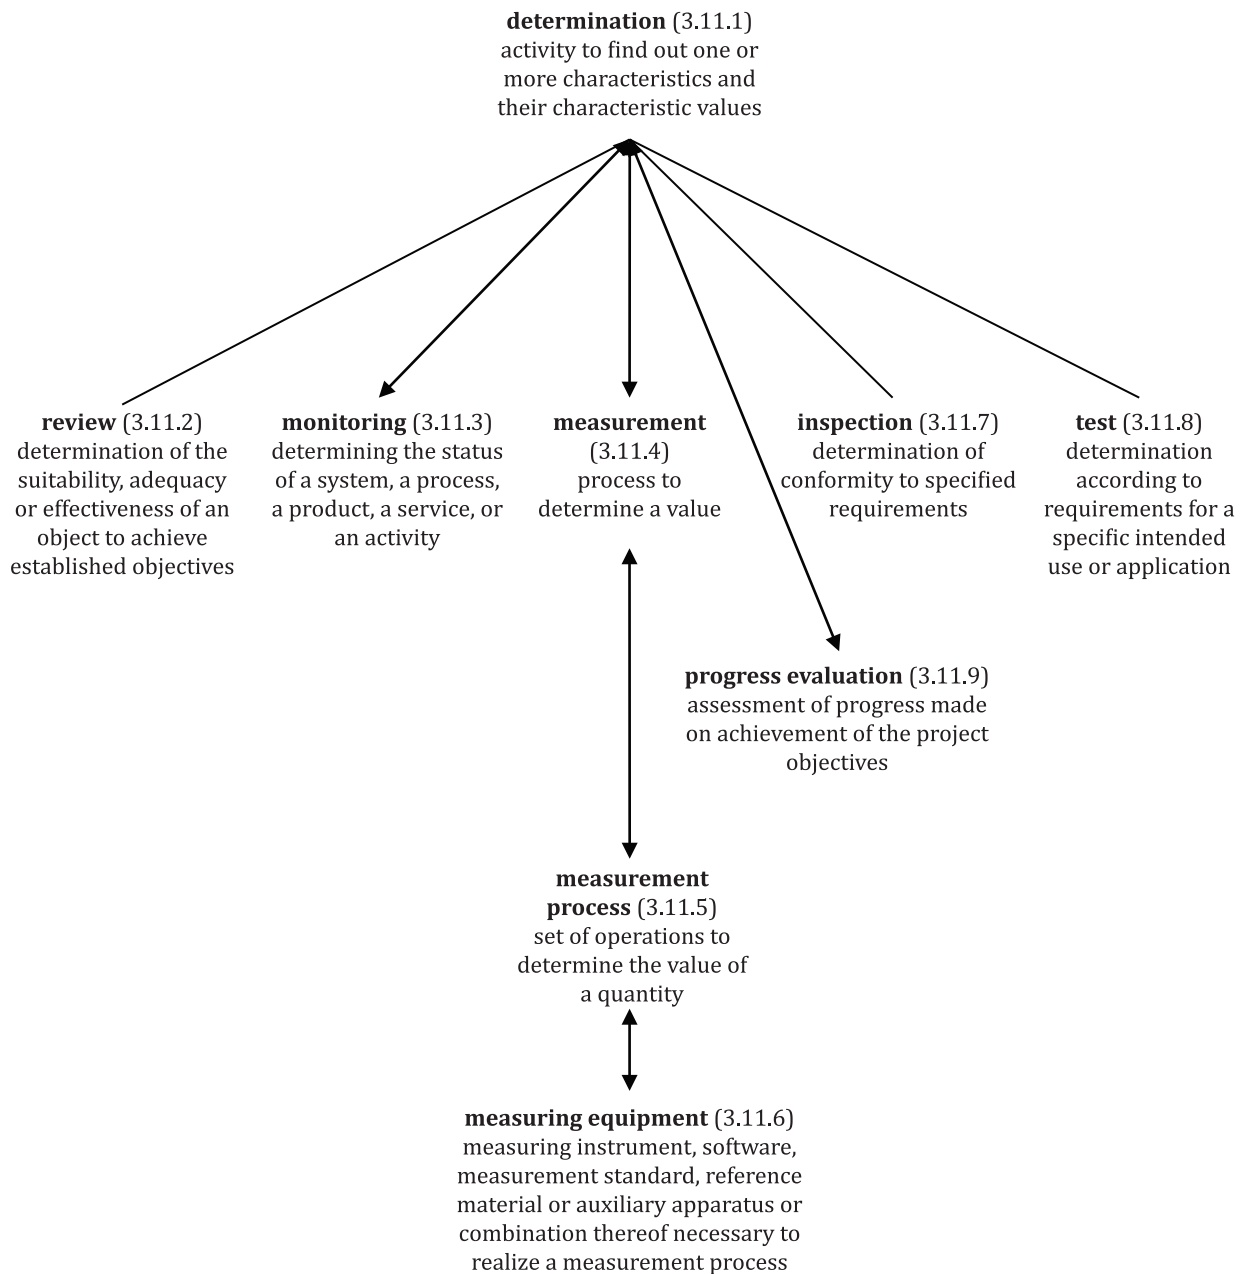 determination (3.11.1)
activity to find out one or
more characteristics and
their characteristic values
review (3.11.2)
determination of the
suitability, adequacy
or effectiveness of an
object to achieve
established objectives
monitoring (3.11.3)
determining the status
of a system, a process,
a product, a service, or
an activity
measurement
(3.11.4)
process to
determine a value
inspection (3.11.7)
determination of
conformity to specified
requirements
test (3.11.8)
determination
according to
requirements for a
specific intended
use or application
progress evaluation (3.11.9)
assessment of progress made
on achievement of the project
objectives
measurement
process (3.11.5)
set of operations to
determine the value of
a quantity
measuring equipment (3.11.6)
measuring instrument, software,
measurement standard, reference
material or auxiliary apparatus or
combination thereof necessary to
realize a measurement process